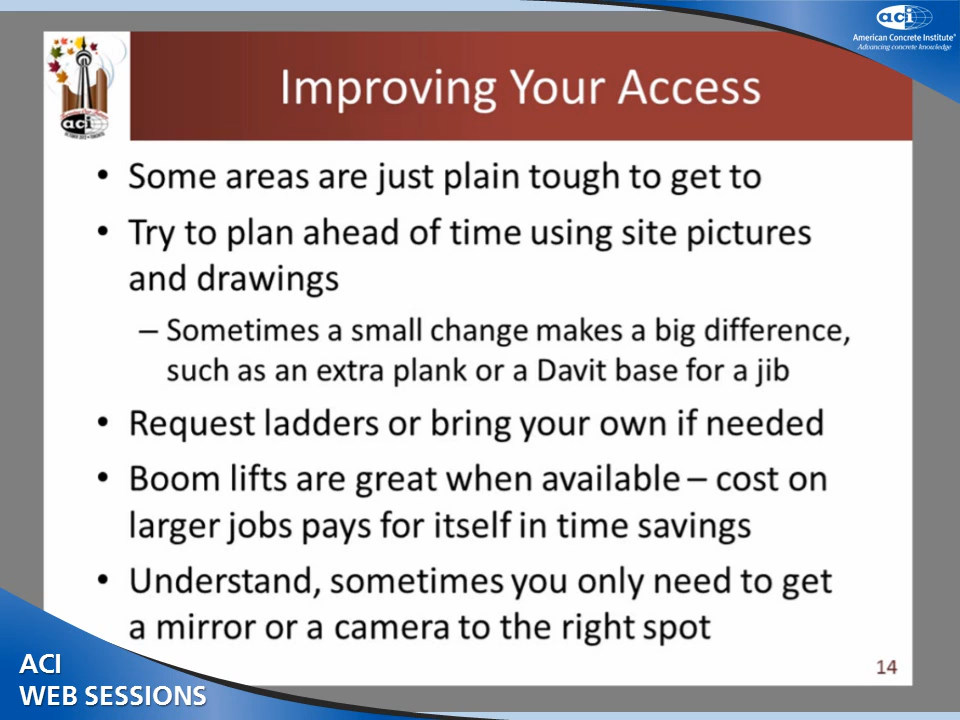 aci
American Concrete Institute®
Advancing concrete knowledge
aci
Improving Your Access
• Some areas are just plain tough to get to
• Try to plan ahead of time using site pictures
and drawings
– Sometimes a small change makes a big difference,
such as an extra plank or a Davit base for a jib
• Request ladders or bring your own if needed
• Boom lifts are great when available – cost on
larger jobs pays for itself in time savings
• Understand, sometimes you only need to get
a mirror or a camera to the right spot
14
ACI
WEB SESSIONS